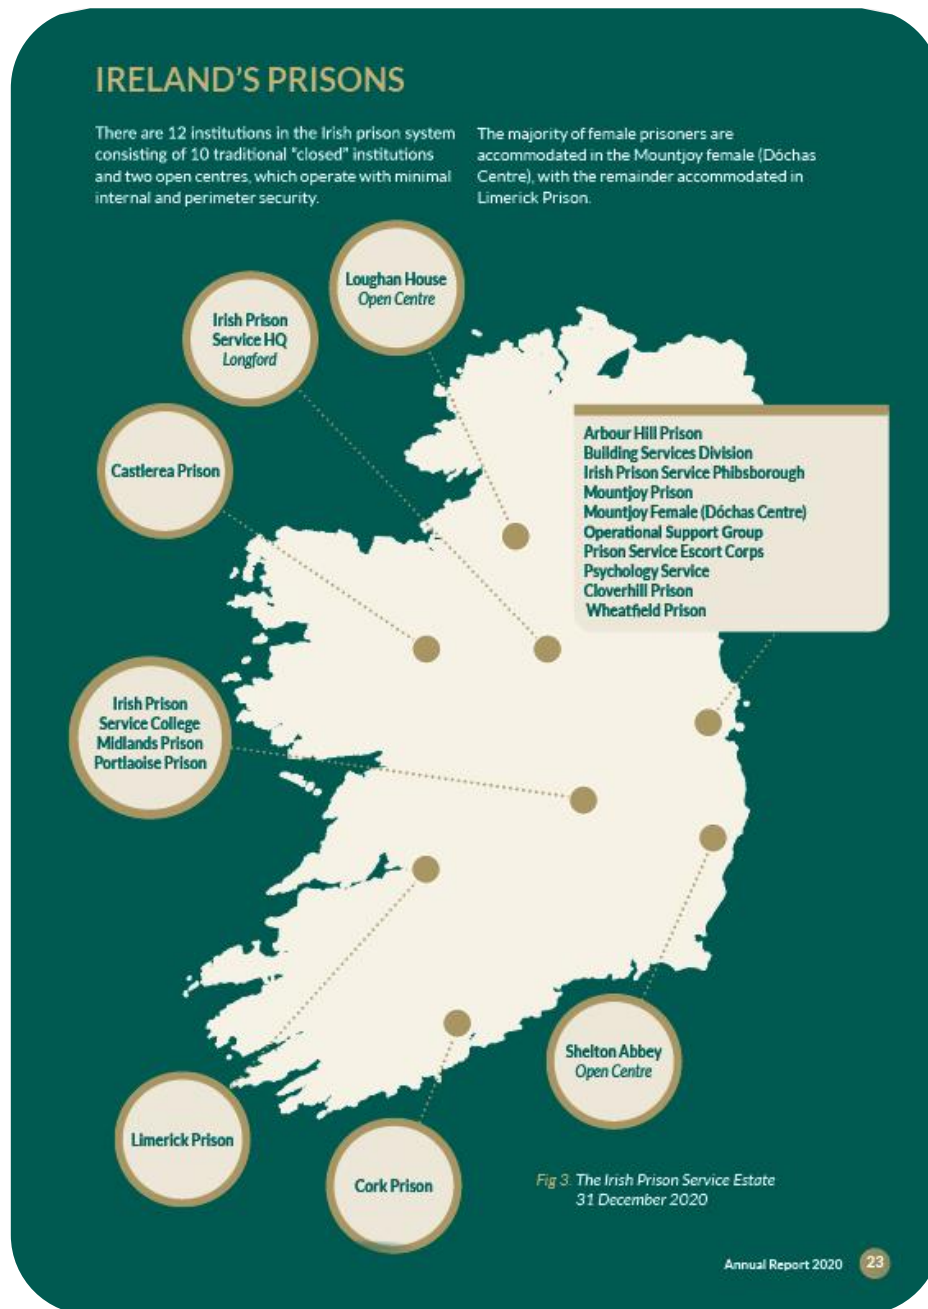 IRELAND'S PRISONS
There are 12 institutions in the Irish prison system
consisting of 10 traditional "closed" institutions
and two open centres, which operate with minimal
internal and perimeter security.
The majority of female prisoners are
accommodated in the Mountjoy female (Dóchas
Centre), with the remainder accommodated in
Limerick Prison.
Loughan House
Open Centre
Irish Prison
Service HQ
Longford
Castlerea Prison
Arbour Hill Prison
Building Services Division
Irish Prison Service Phibsborough
Mountjoy Prison
Mountjoy Female (Dóchas Centre)
Operational Support Group
Prison Service Escort Corps
Psychology Service
Cloverhill Prison
Wheatfield Prison
Irish Prison
Service College
Midlands Prison
Portlaoise Prison
Shelton Abbey
Open Centre
Limerick Prison
Cork Prison
Fig 3. The Irish Prison Service Estate
31 December 2020
Annual Report 2020 23